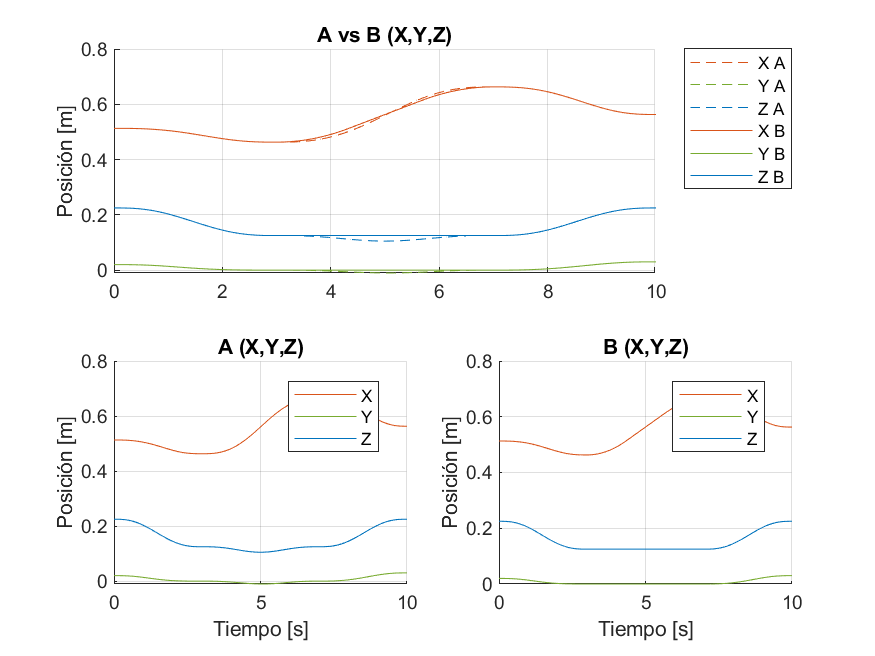 A vs B (X,Y,Z)
0.8
0.6
0.4
0.2
0
Posición [m]
0 2 4 6 8 10
X A
Y A
Z A
X B
Y B
Z B
A (X,Y,Z)
0.8
0.6
0.4
0.2
0
Posición [m]
0 5 10
Tiempo [s]
X
Y
Z
B (X,Y,Z)
0.8
0.6
0.4
0.2
0
Posición [m]
0 5 10
Tiempo [s]
X
Y
Z